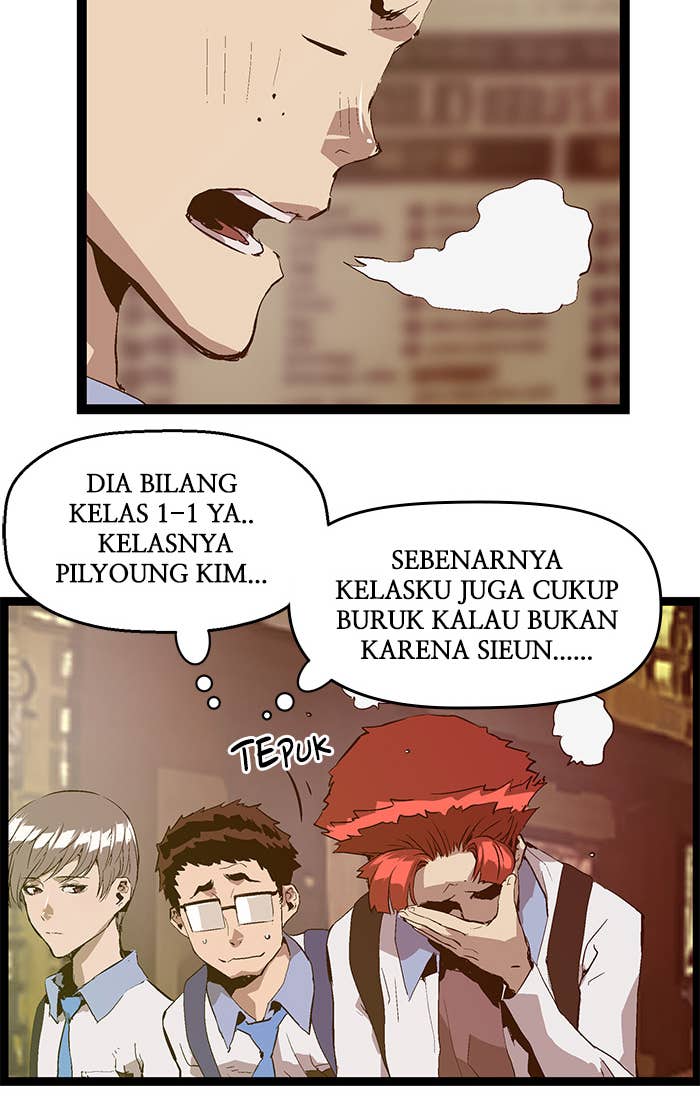 DIA BILANG
KELAS 1-1 YA..
KELASNYA
PILYOUNG KIM...
SEBENARNYA
KELASKU JUGA CUKUP
BURUK KALAU BUKAN
KARENA SIEUN......
TEPUK